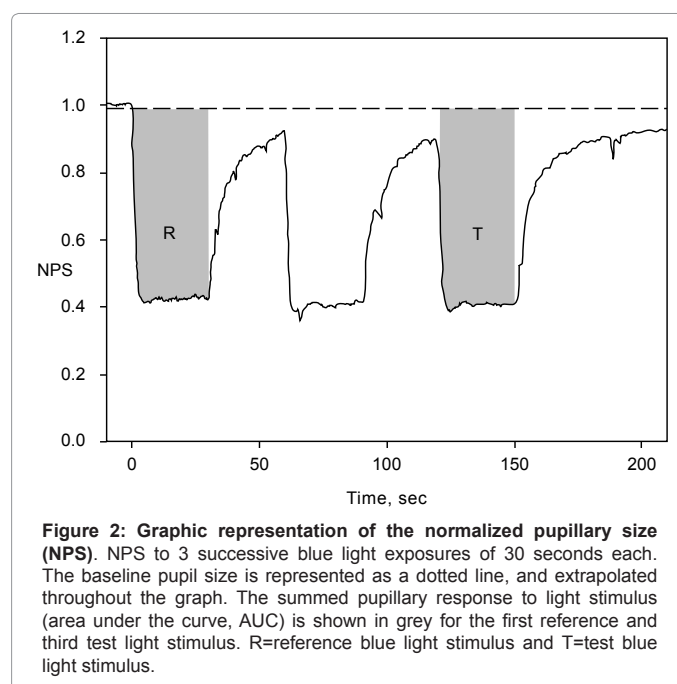 1.2
1.0
0.8
0.6
NPS
0.4
0.2
0.0
R
T
0
50
100
150
200
Time, sec
Figure 2: Graphic representation of the normalized pupillary size
(NPS). NPS to 3 successive blue light exposures of 30 seconds each.
The baseline pupil size is represented as a dotted line, and extrapolated
throughout the graph. The summed pupillary response to light stimulus
(area under the curve, AUC) is shown in grey for the first reference and
third test light stimulus. R=reference blue light stimulus and T=test blue
light stimulus.